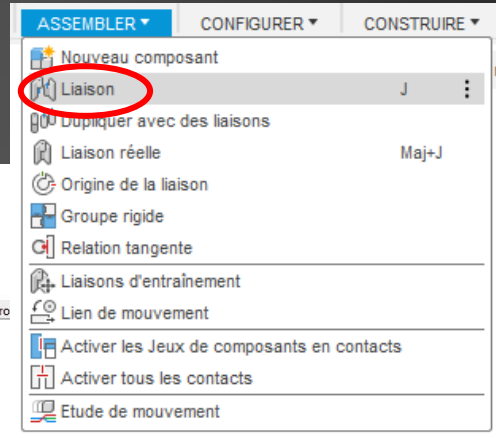 ASSEMBLER CONFIGURER CONSTRUIRE
Nouveau composant
Liaison J
Dupliquer avec des liaisons
Liaison réelle Maj+J
Origine de la liaison
Groupe rigide
Relation tangente
Liaisons d'entraînement
ro
Lien de mouvement
Activer les Jeux de composants en contacts
Activer tous les contacts
Etude de mouvement